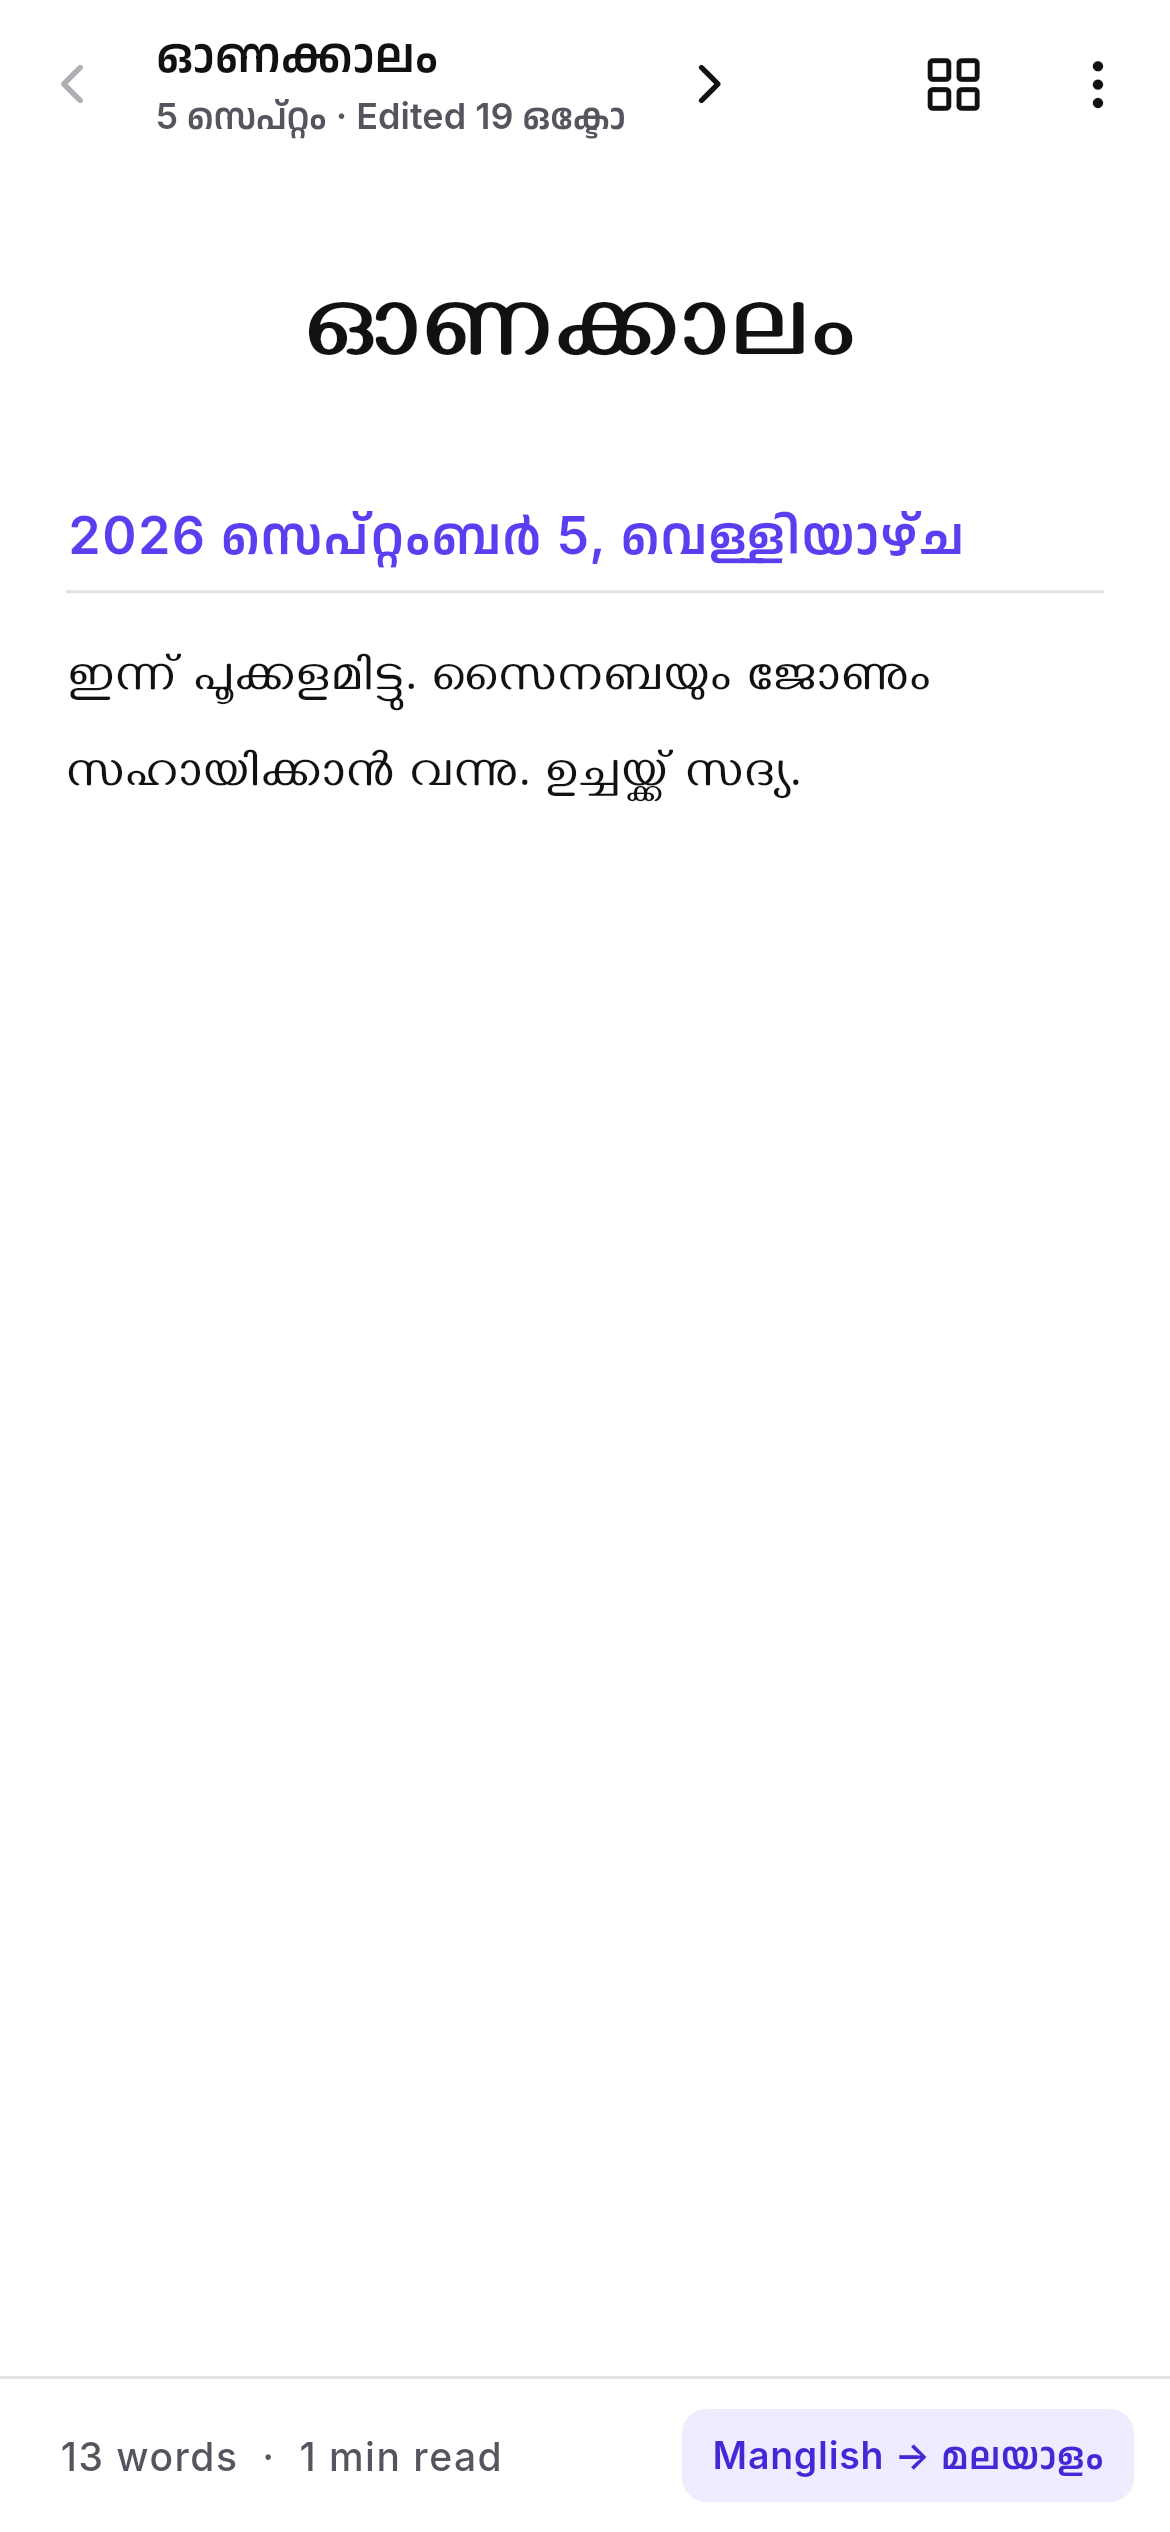 ഓണക്കാലം
5 സെപ്റ്റം · Edited 19 ഒക്ടോ
ഓണക്കാലം
2026 സെപ്റ്റംബർ 5, വെള്ളിയാഴ്ച
ഇന്ന് പൂക്കളമിട്ടു. സൈനബയും ജോണും
സഹായിക്കാൻ വന്നു. ഉച്ചയ്ക്ക് സദ്യ.
13 words · 1 min read
Manglish → മലയാളം